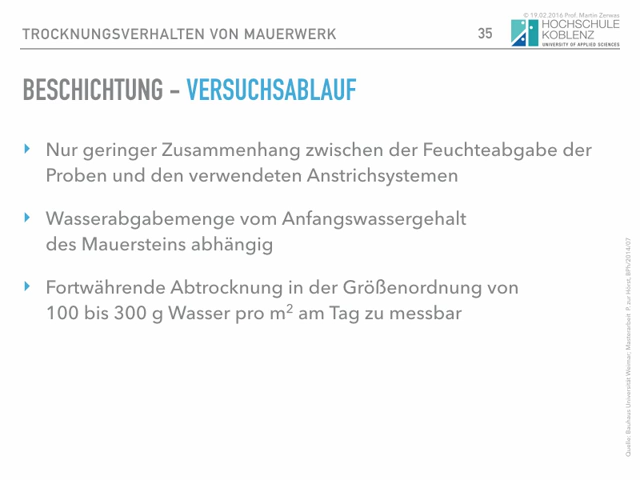 © 19.02.2016 Prof. Martin Zerwas
TROCKNUNGSVERHALTEN VON MAUERWERK
35
HOCHSCHULE
KOBLENZ
UNIVERSITY OF APPLIED SCIENCES
BESCHICHTUNG – VERSUCHSABLAUF
Nur geringer Zusammenhang zwischen der Feuchteabgabe der
Proben und den verwendeten Anstrichsystemen
Wasserabgabemenge vom Anfangswassergehalt
des Mauersteins abhängig
Fortwährende Abtrocknung in der Größenordnung von
100 bis 300 g Wasser pro m² am Tag zu messbar
Quelle: Bauhaus Universität Weimar, Masterarbeit P. zur Horst, BPh/2014/07